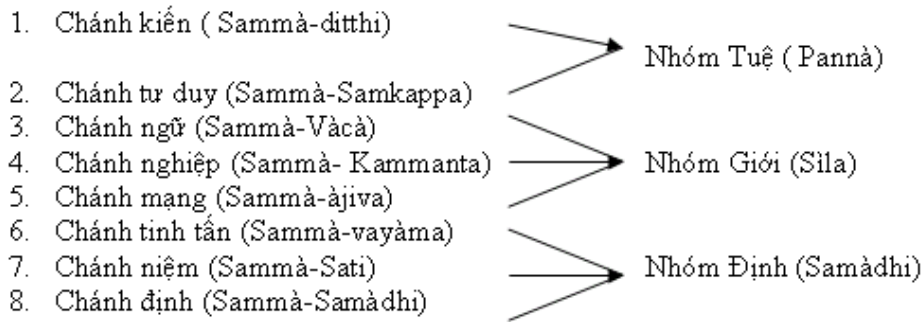 1. Chánh kiến ( Sammà-ditthi)
Nhóm Tuệ ( Pannà)
2. Chánh tư duy (Sammà-Samkappa)
3. Chánh ngữ (Sammà-Vàcà)
4. Chánh nghiệp (Sammà- Kammanta)
Nhóm Giới (Sìla)
5. Chánh mạng (Sammà-àjiva)
6. Chánh tinh tấn (Sammà-vayàma)
7. Chánh niệm (Sammà-Sati)
Nhóm Định (Samàdhi)
8. Chánh định (Sammà-Samàdhi)